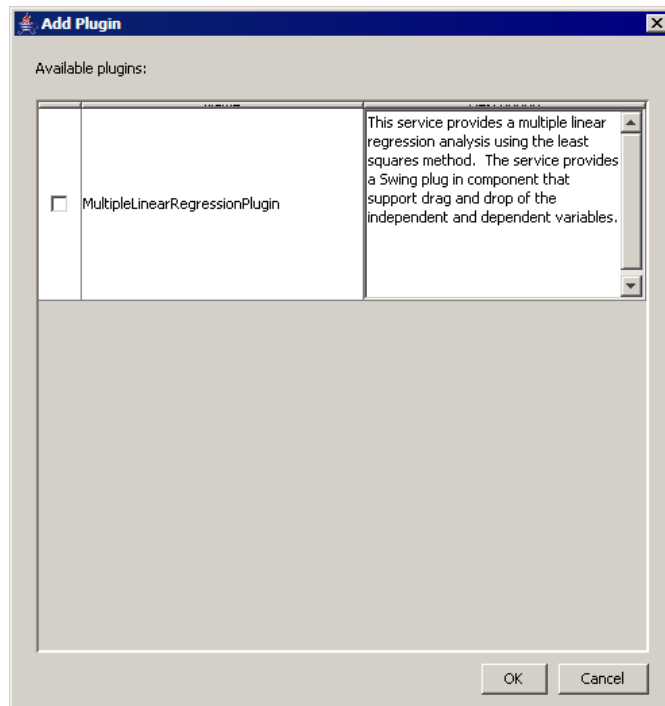 Add Plugin
Available plugins:
MultipleLinearRegressionPlugin
This service provides a multiple linear
regression analysis using the least
squares method. The service provides
a Swing plug in component that
support drag and drop of the
independent and dependent variables.
OK
Cancel